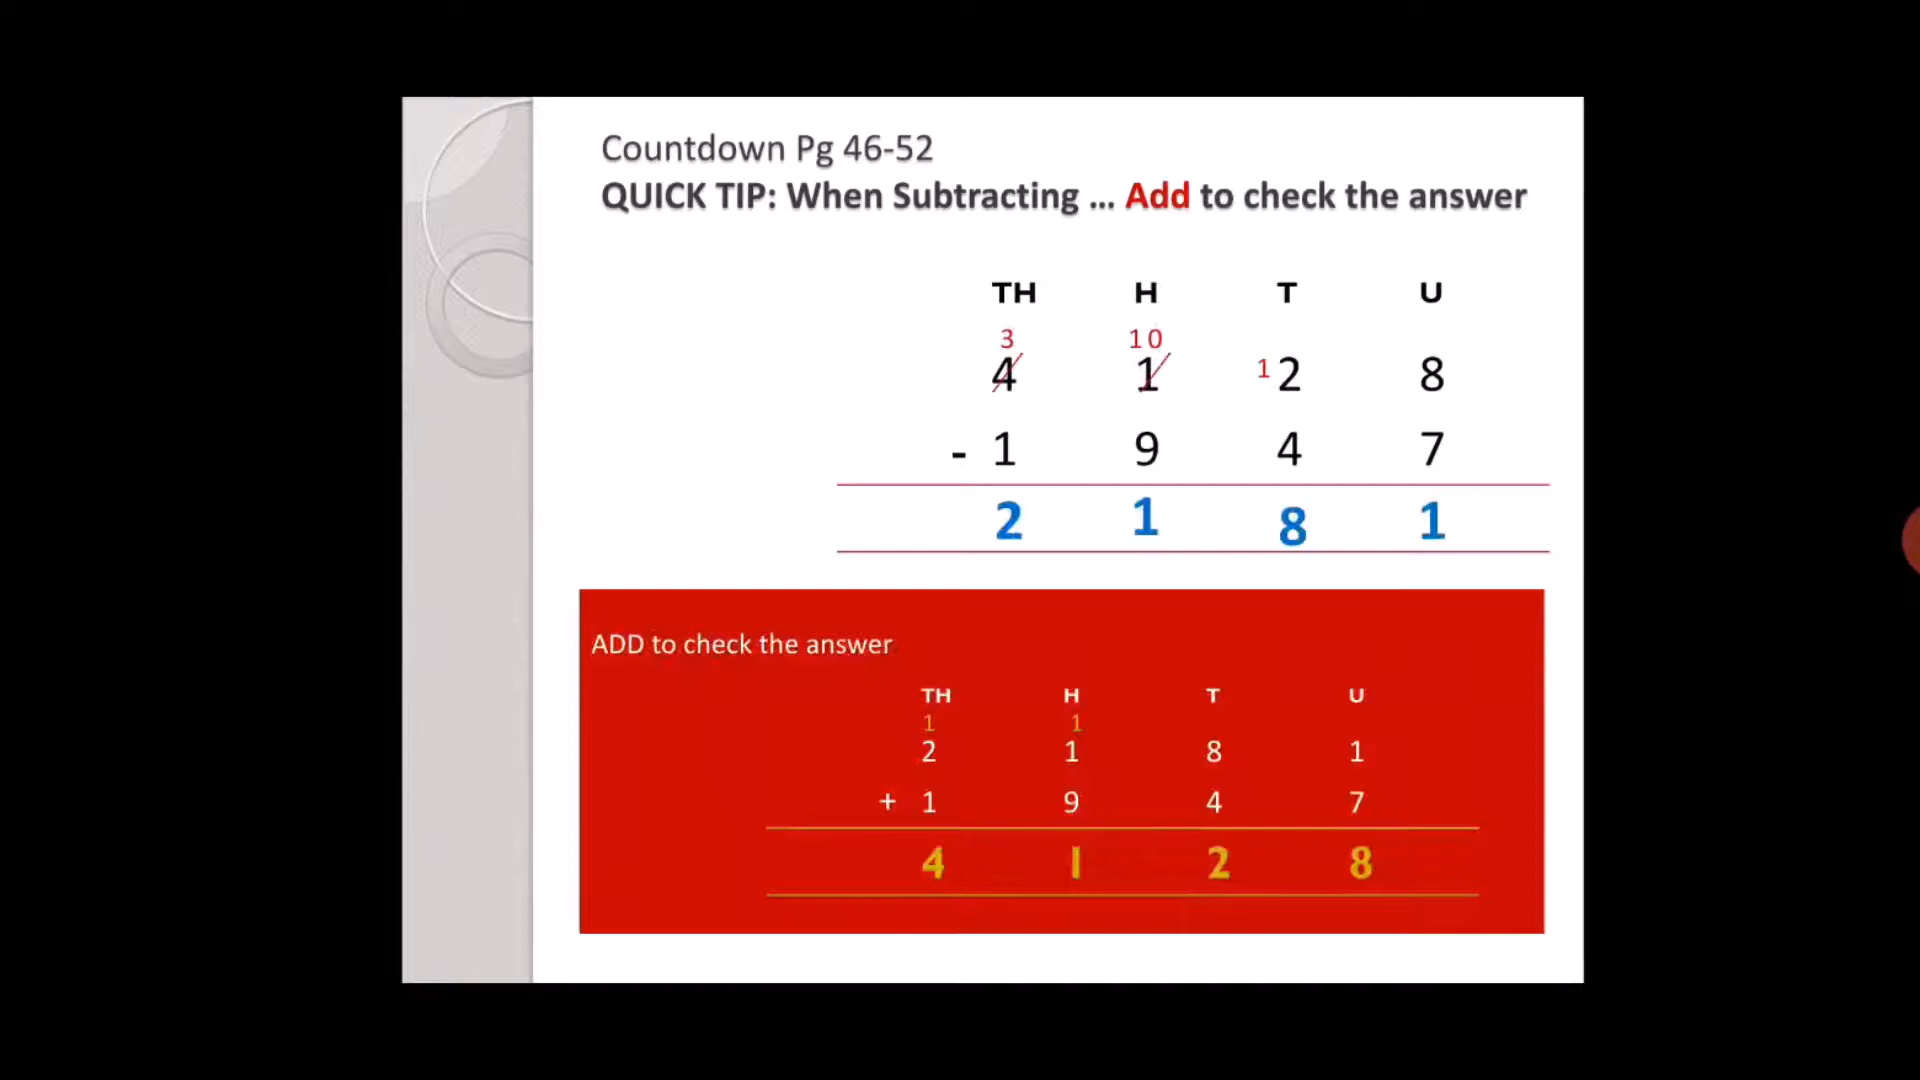 Countdown Pg 46-52
QUICK TIP: When Subtracting ... Add to check the answer
TH H T U
3 10
4 1 1 2 8
- 1 9 4 7
2 1 8 1
ADD to check the answer
TH H T U
1 1
2 1 8 1
+ 1 9 4 7
4 1 2 8